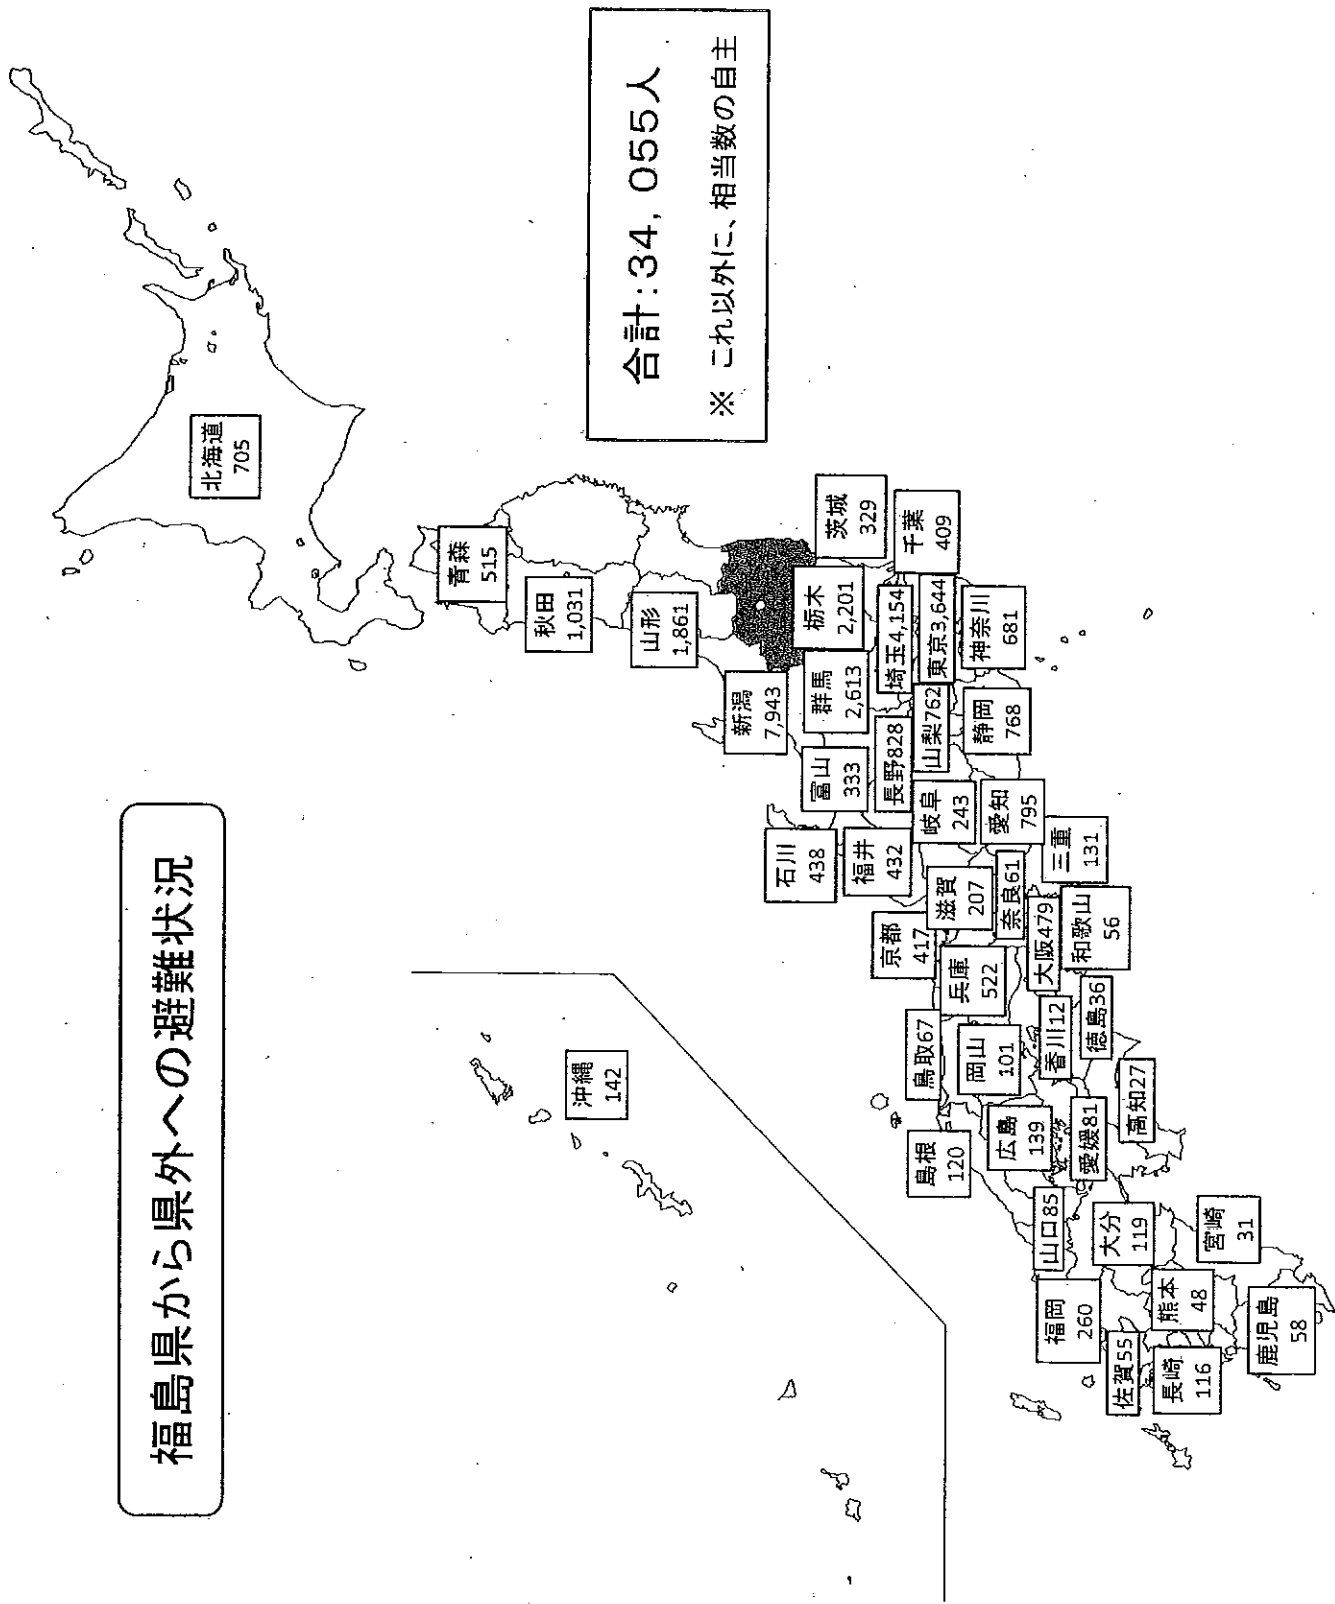 福島県から県外への避難状況
北海道
705
青森
515
秋田
1,031
山形
1,861
新潟
7,943
合計:34,055人
※ これ以外に、相当数の自主
茨城
329
栃木
2,201
群馬
2,613
千葉
409
埼玉4,154
東京3,644
神奈川
681
富山
333
長野828
山梨762
静岡
768
石川
438
福井
432
岐阜
243
愛知
795
三重
131
滋賀
207
奈良61
京都
417
大阪479
和歌山
56
兵庫
522
鳥取67
岡山
101
香川12
徳島36
島根
120
広島
139
愛媛81
高知27
山口85
福岡
260
大分
119
宮崎
31
佐賀55
長崎
116
熊本
48
鹿児島
58
沖縄
142